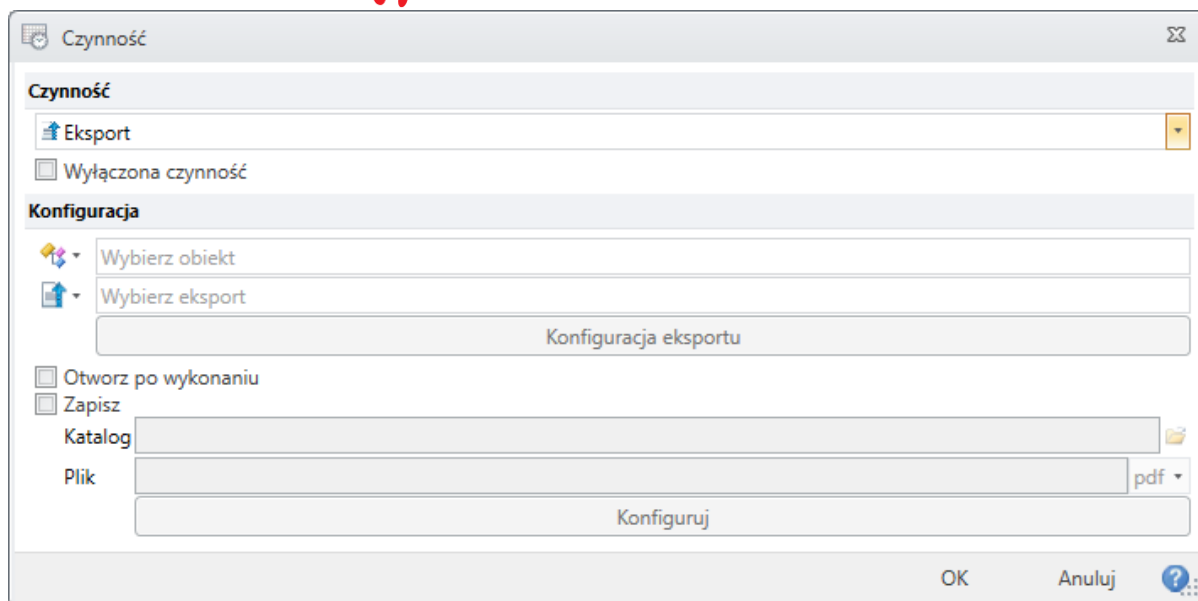 Czynność
Czynność
Eksport
Wyłączona czynność
Konfiguracja
Wybierz obiekt
Wybierz eksport
Konfiguracja eksportu
Otworz po wykonaniu
Zapisz
Katalog
Plik pdf
Konfiguruj
OK Anuluj ?